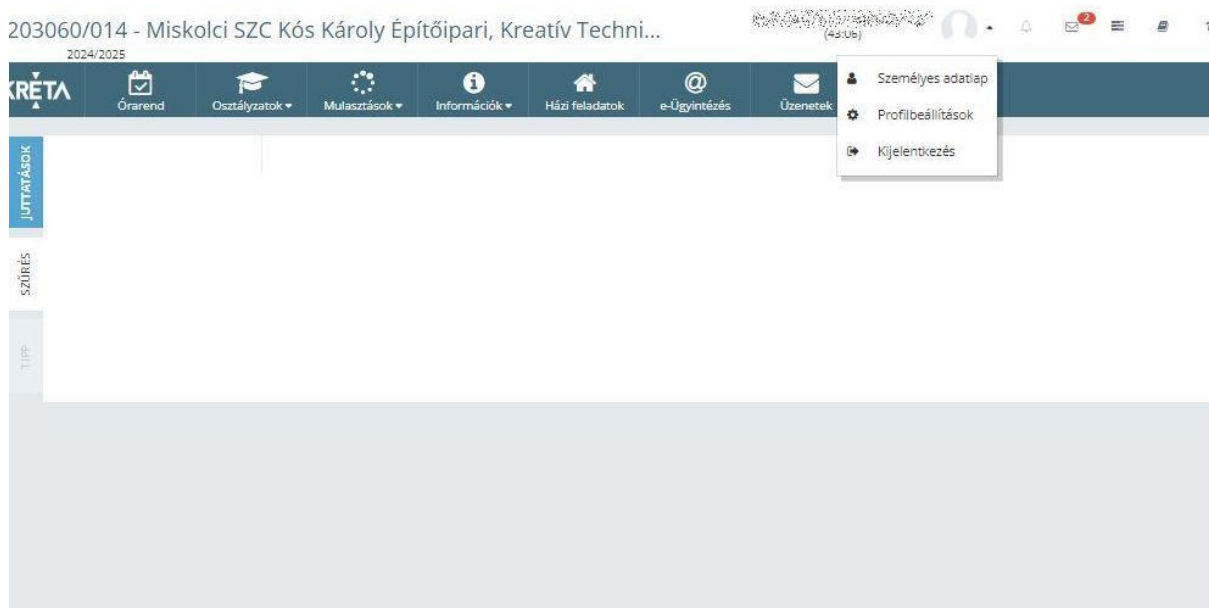 203060/014 - Miskolci SZC Kós Károly Építőipari, Kreatív Techni...
(43:06)
2
2024/2025
KRÉTA
Órarend
Osztályzatok
Mulasztások
Információk
Házi feladatok
e-Ügyintézés
Üzenetek
Személyes adatlap
Profilbeállítások
Kijelentkezés
JUTTATÁSOK
SZŰRÉS
TIPP